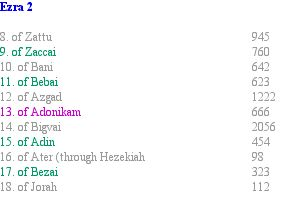 Ezra 2
8. of Zattu 945
9. of Zaccai 760
10. of Bani 642
11. of Bebai 623
12. of Azgad 1222
13. of Adonikam 666
14. of Bigvai 2056
15. of Adin 454
16. of Ater (through Hezekiah 98
17. of Bezai 323
18. of Jorah 112